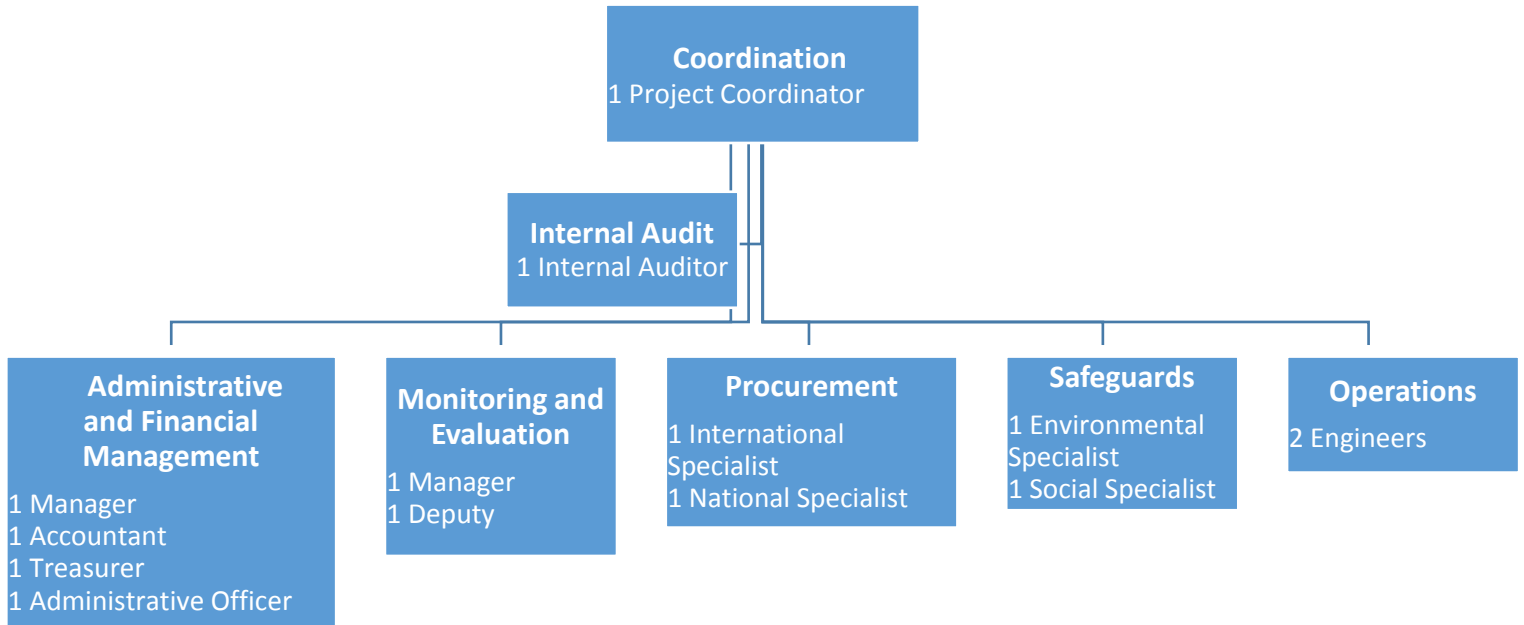 Coordination
1 Project Coordinator
Internal Audit
1 Internal Auditor
Administrative
and Financial
Management
1 Manager
1 Accountant
1 Treasurer
1 Administrative Officer
Monitoring and
Evaluation
1 Manager
1 Deputy
Procurement
1 International
Specialist
1 National Specialist
Safeguards
1 Environmental
Specialist
1 Social Specialist
Operations
2 Engineers